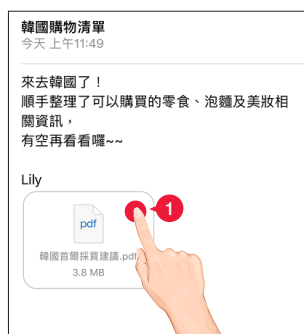 韓國購物清單
今天 上午11:49
來去韓國了！
順手整理了可以購買的零食、泡麵及美妝相
關資訊，
有空再看看囉~~
Lily
1
pdf
韓國首爾採買建議.pdf
3.8 MB